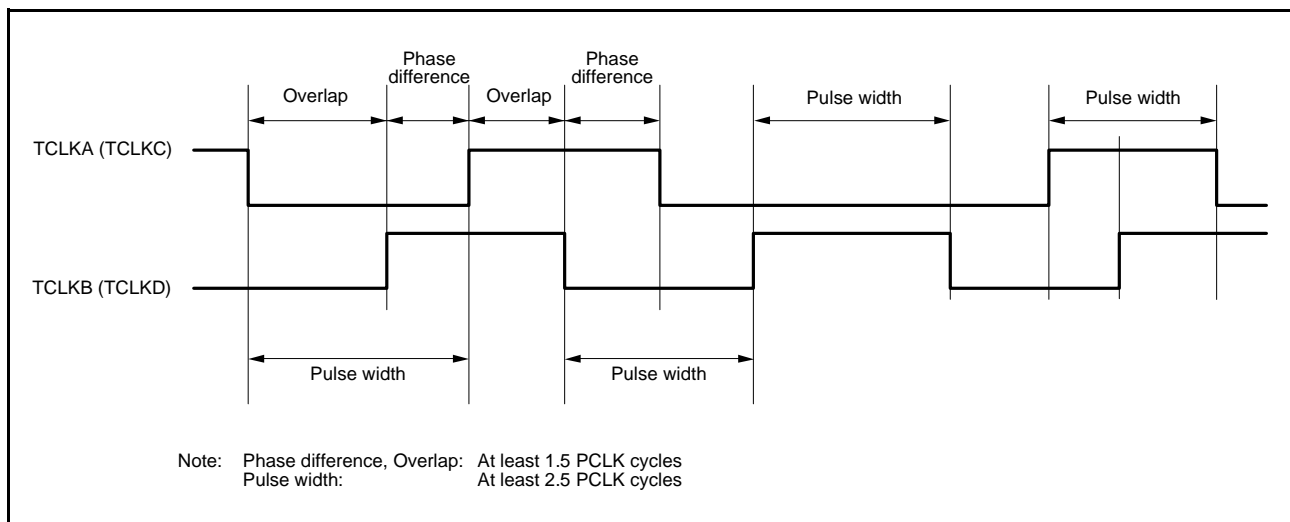 Phase
difference
Phase
difference
Overlap
Overlap
Pulse width
Pulse width
TCLKA (TCLKC)
TCLKB (TCLKD)
Pulse width
Pulse width
Note: Phase difference, Overlap: At least 1.5 PCLK cycles
Pulse width: At least 2.5 PCLK cycles